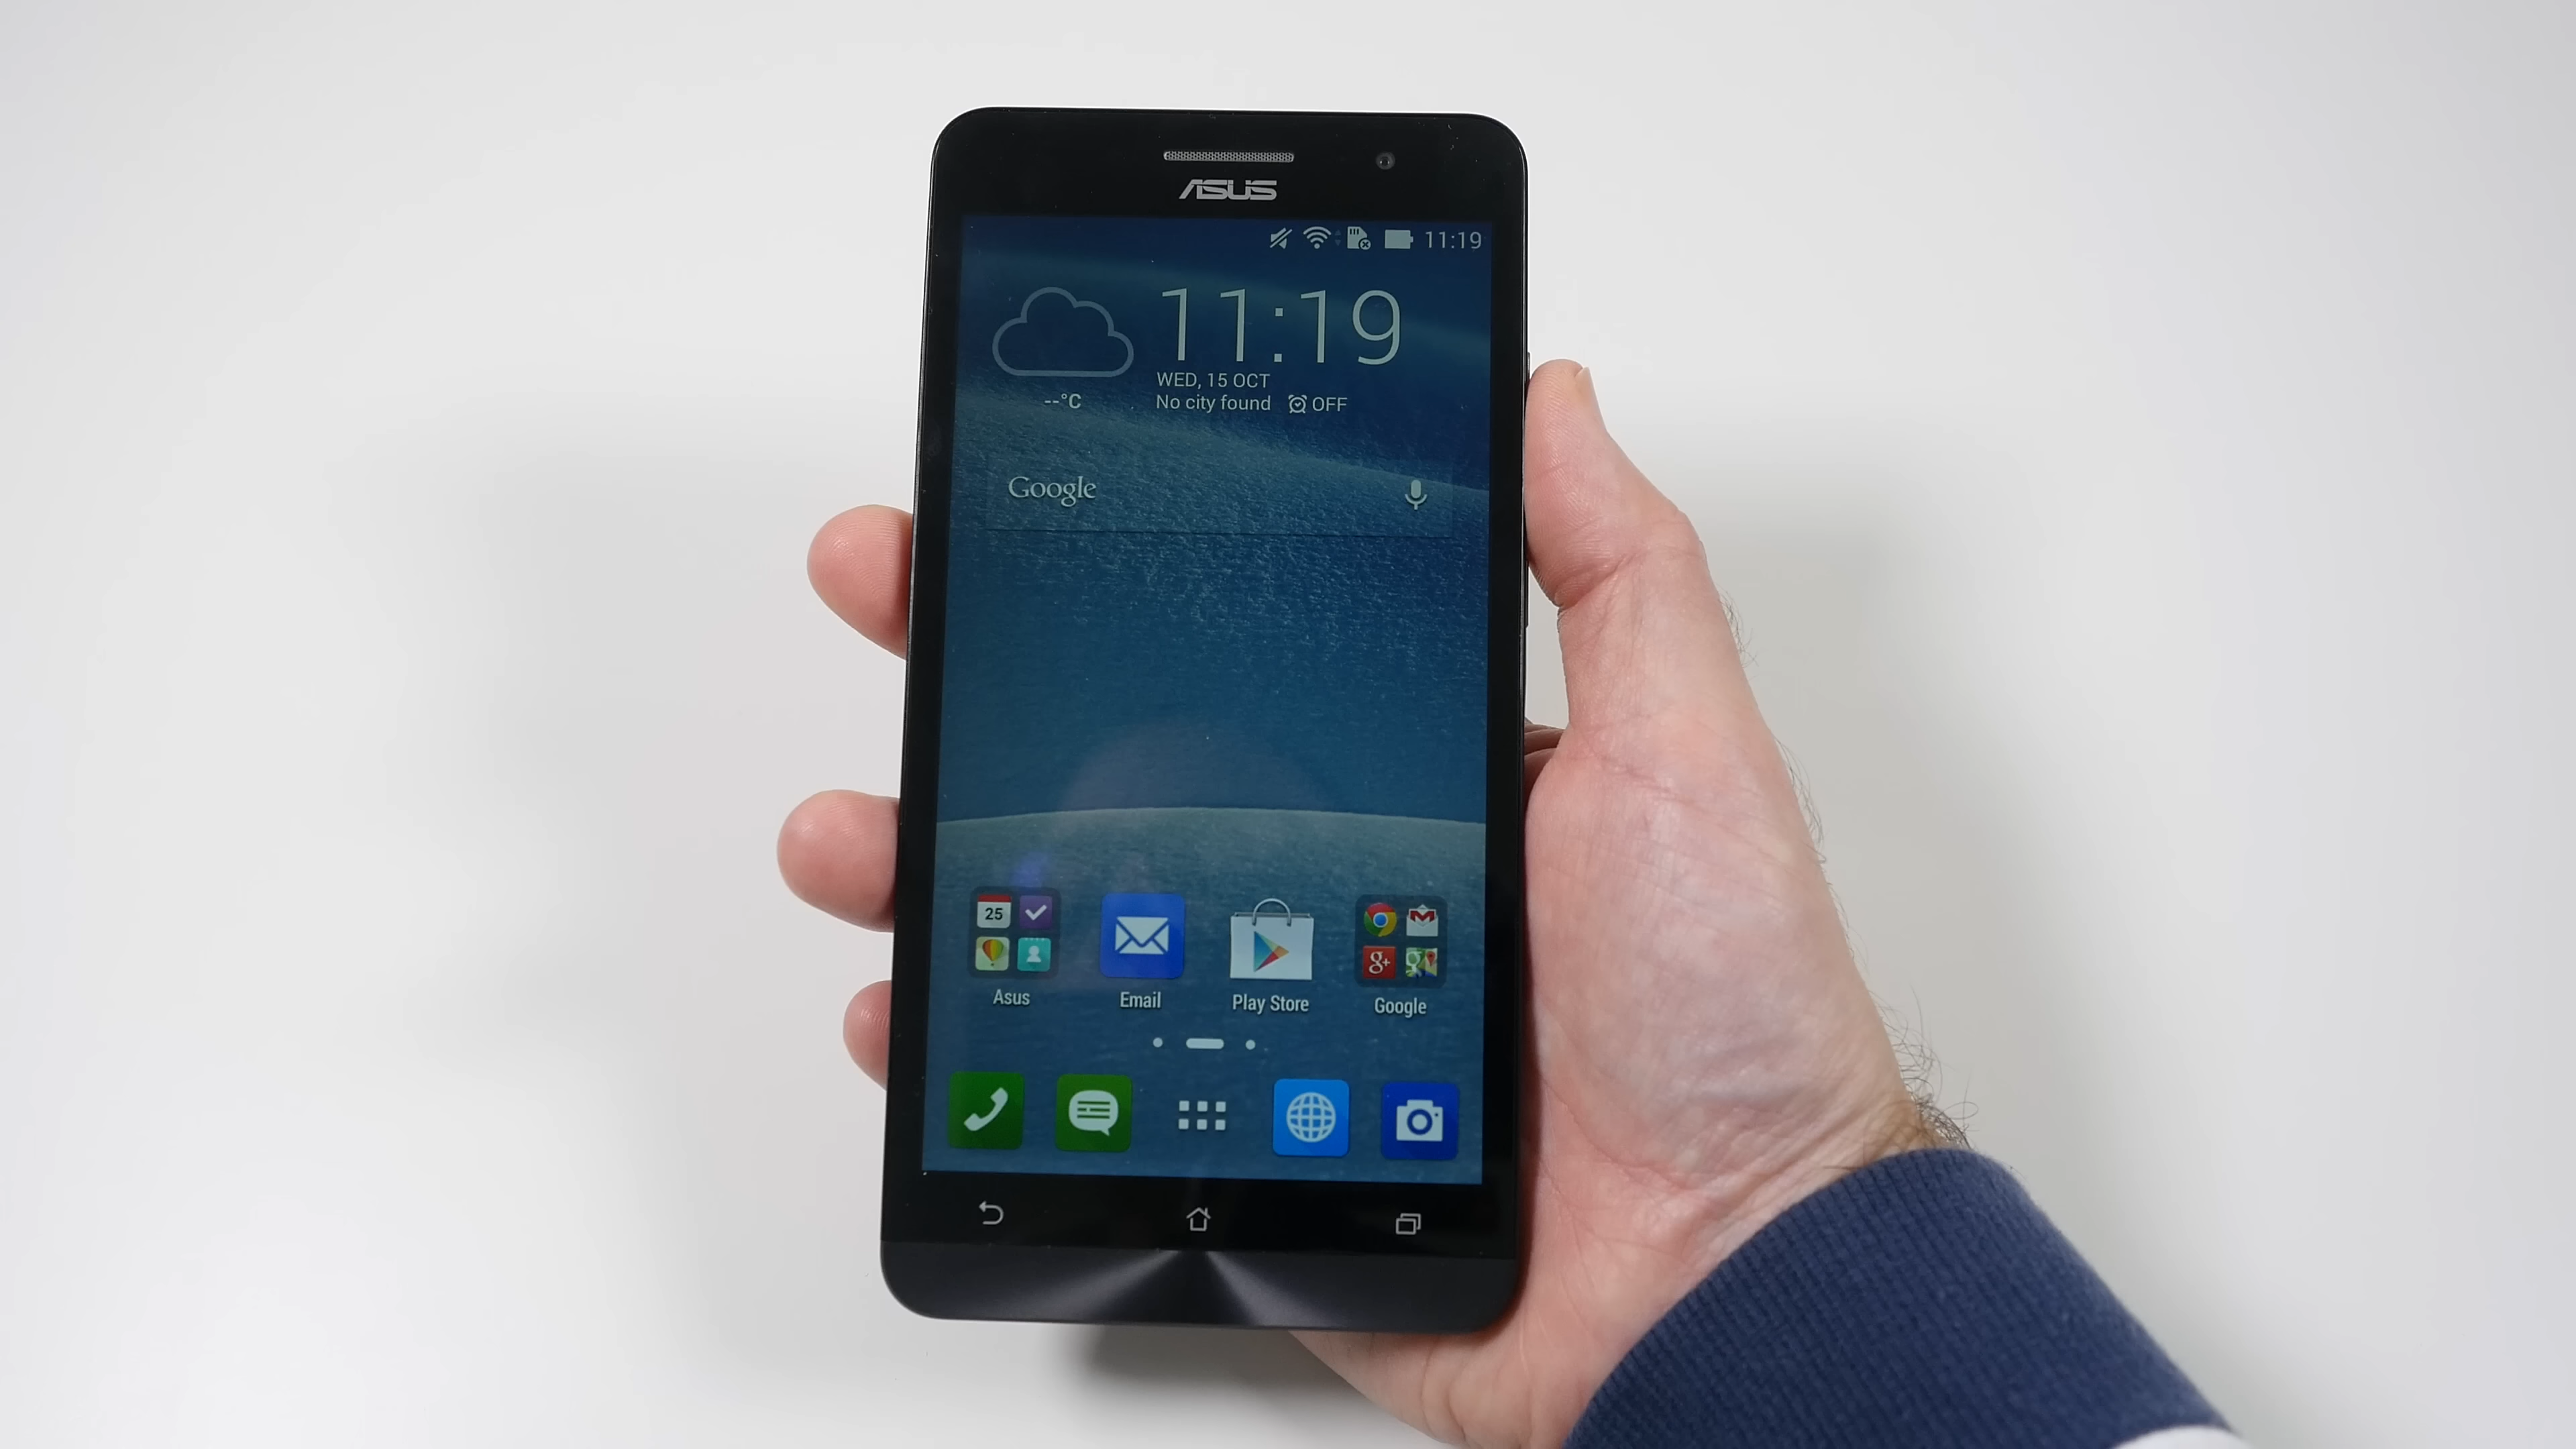 ASUS
11:19
11:19
WED, 15 OCT
No city found OFF
--°C
Google
25
g+
Asus
Email
Play Store
Google